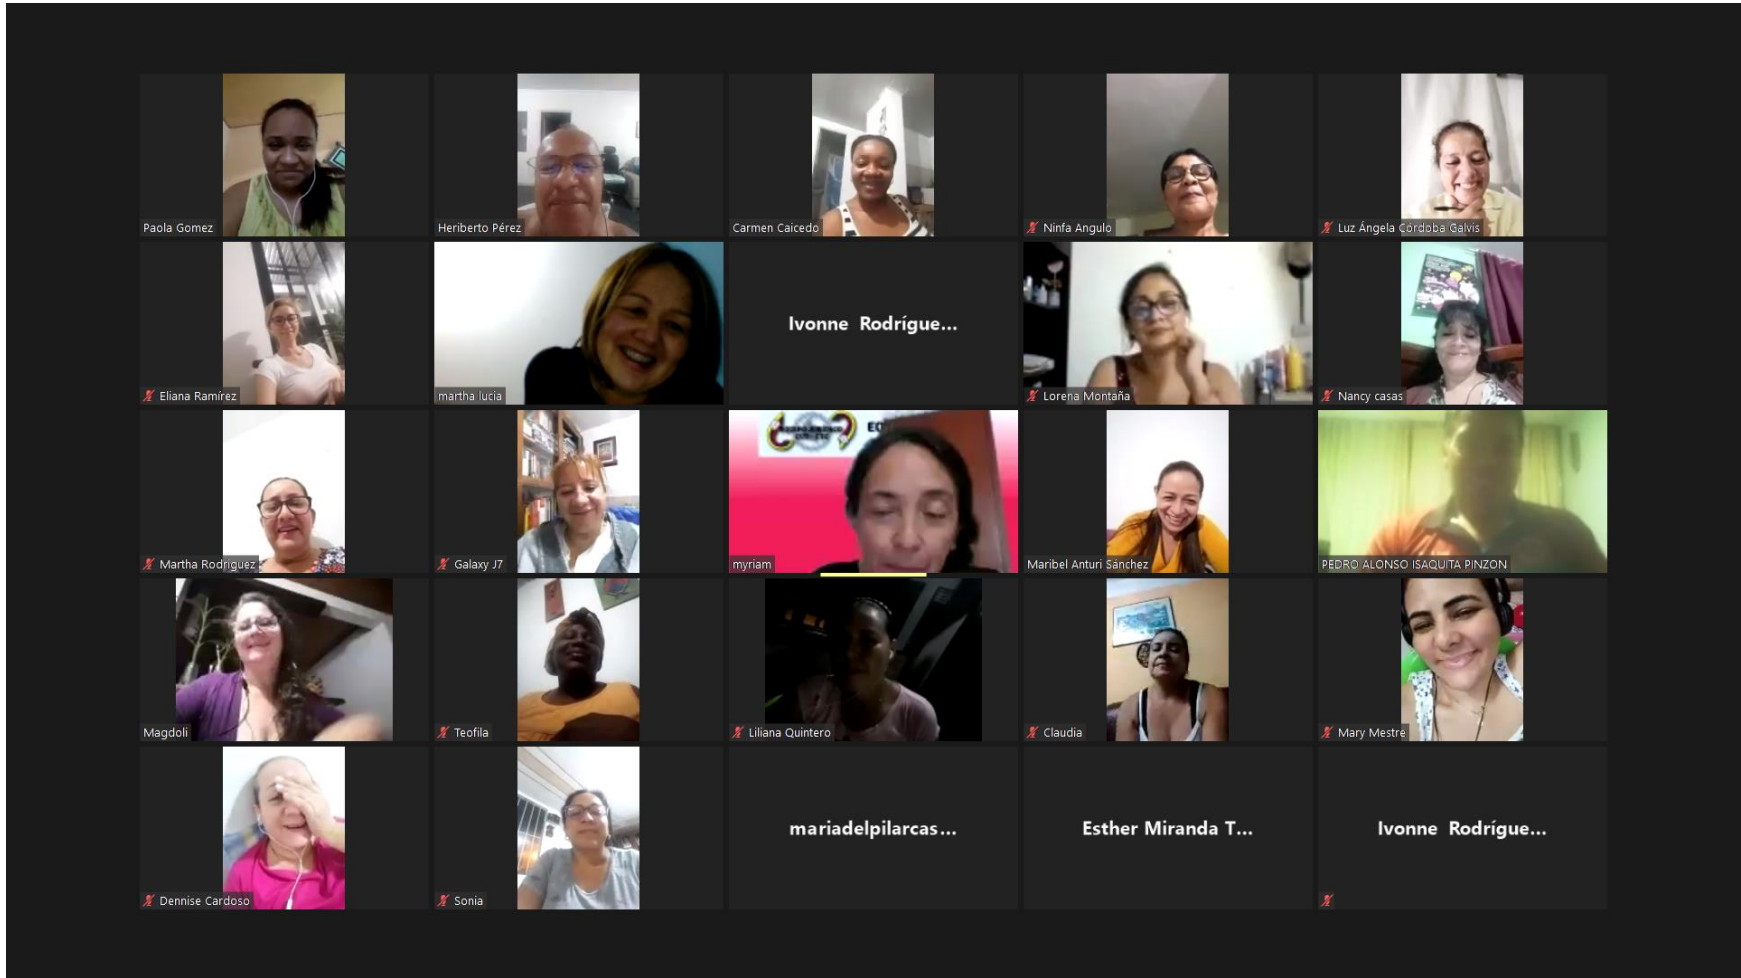 Paola Gomez
Heriberto Pérez
Carmen Caicedo
Ninfa Angulo
Luz Ángela Córdoba Galvis
Eliana Ramírez
martha lucia
Ivonne Rodrígue...
Lorena Montaña
Nancy casas
Martha Rodriguez
Galaxy J7
myriam
Maribel Anturi Sánchez
PEDRO ALONSO ISAQUITA PINZON
Magdoli
Teofila
Liliana Quintero
Claudia
Mary Mestre
Dennise Cardoso
Sonia
mariadelpilarcas...
Esther Miranda T...
Ivonne Rodrígue...